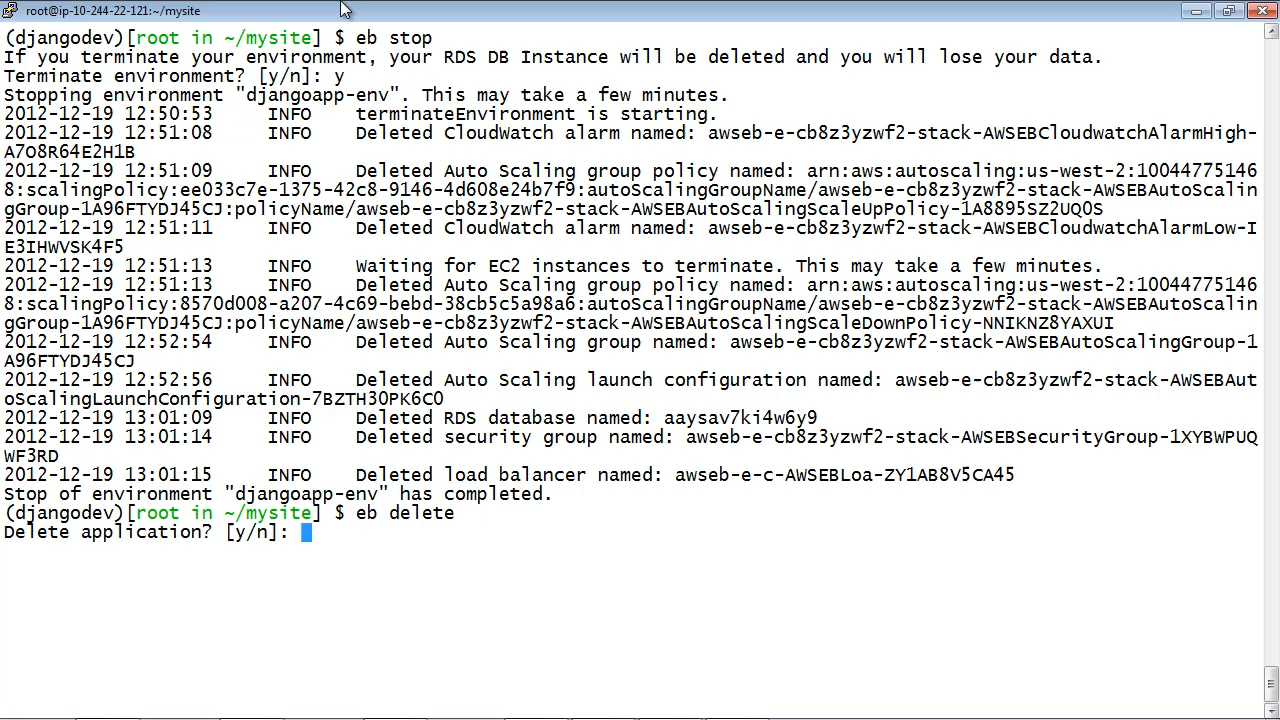 root@ip-10-244-22-121:~/mysite
(djangodev)[root in ~/mysite] $ eb stop
If you terminate your environment, your RDS DB Instance will be deleted and you will lose your data.
Terminate environment? [y/n]: y
Stopping environment "djangoapp-env". This may take a few minutes.
2012-12-19 12:50:53     INFO    terminateEnvironment is starting.
2012-12-19 12:51:08     INFO    Deleted CloudWatch alarm named: awseb-e-cb8z3yzwf2-stack-AWSEBCloudwatchAlarmHigh-
A7O8R64E2H1B
2012-12-19 12:51:09     INFO    Deleted Auto Scaling group policy named: arn:aws:autoscaling:us-west-2:10044775146
8:scalingPolicy:ee033c7e-1375-42c8-9146-4d608e24b7f9:autoScalingGroupName/awseb-e-cb8z3yzwf2-stack-AWSEBAutoScalin
gGroup-1A96FTYDJ45CJ:policyName/awseb-e-cb8z3yzwf2-stack-AWSEBAutoScalingScaleUpPolicy-1A8895SZ2UQ0S
2012-12-19 12:51:11     INFO    Deleted CloudWatch alarm named: awseb-e-cb8z3yzwf2-stack-AWSEBCloudwatchAlarmLow-I
E3IHWVSK4F5
2012-12-19 12:51:13     INFO    Waiting for EC2 instances to terminate. This may take a few minutes.
2012-12-19 12:51:13     INFO    Deleted Auto Scaling group policy named: arn:aws:autoscaling:us-west-2:10044775146
8:scalingPolicy:8570d008-a207-4c69-bebd-38cb5c5a98a6:autoScalingGroupName/awseb-e-cb8z3yzwf2-stack-AWSEBAutoScalin
gGroup-1A96FTYDJ45CJ:policyName/awseb-e-cb8z3yzwf2-stack-AWSEBAutoScalingScaleDownPolicy-NNIKNZ8YAXUI
2012-12-19 12:52:54     INFO    Deleted Auto Scaling group named: awseb-e-cb8z3yzwf2-stack-AWSEBAutoScalingGroup-1
A96FTYDJ45CJ
2012-12-19 12:52:56     INFO    Deleted Auto Scaling launch configuration named: awseb-e-cb8z3yzwf2-stack-AWSEBAut
oScalingLaunchConfiguration-7BZTH3OPK6C0
2012-12-19 13:01:09     INFO    Deleted RDS database named: aaysav7ki4w6y9
2012-12-19 13:01:14     INFO    Deleted security group named: awseb-e-cb8z3yzwf2-stack-AWSEBSecurityGroup-1XYBWPUQ
WF3RD
2012-12-19 13:01:15     INFO    Deleted load balancer named: awseb-e-c-AWSEBLoa-ZY1AB8V5CA45
Stop of environment "djangoapp-env" has completed.
(djangodev)[root in ~/mysite] $ eb delete
Delete application? [y/n]: